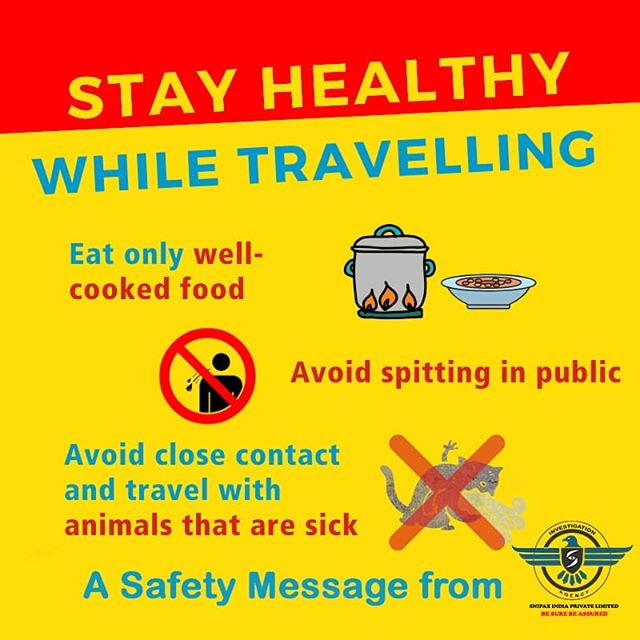 STAY HEALTHY
WHILE TRAVELLING
Eat only well-
cooked food
Avoid spitting in public
Avoid close contact
and travel with
animals that are sick
A Safety Message from
INVESTIGATION
AGENCY
SNIPAX INDIA PRIVATE LIMITED
BE SURE BE ASSURED